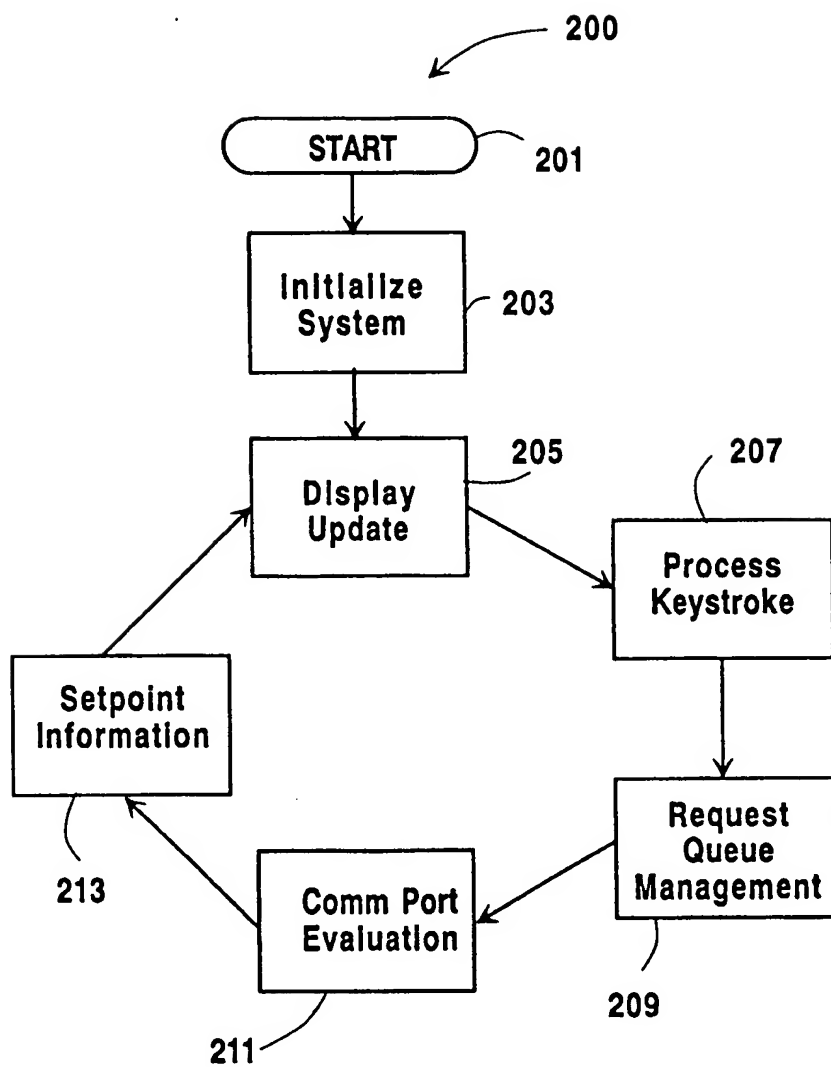 200
START
201
Initialize
System
203
Display
Update
205
207
Process
Keystroke
Setpoint
Information
213
Request
Queue
Management
209
Comm Port
Evaluation
211